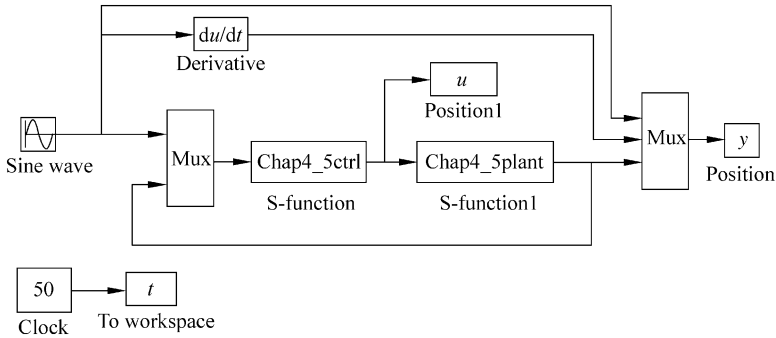 du/dt
Derivative
u
Position1
Sine wave
Mux
Chap4_5ctrl
S-function
Chap4_5plant
S-function1
Mux
y
Position
50
Clock
t
To workspace